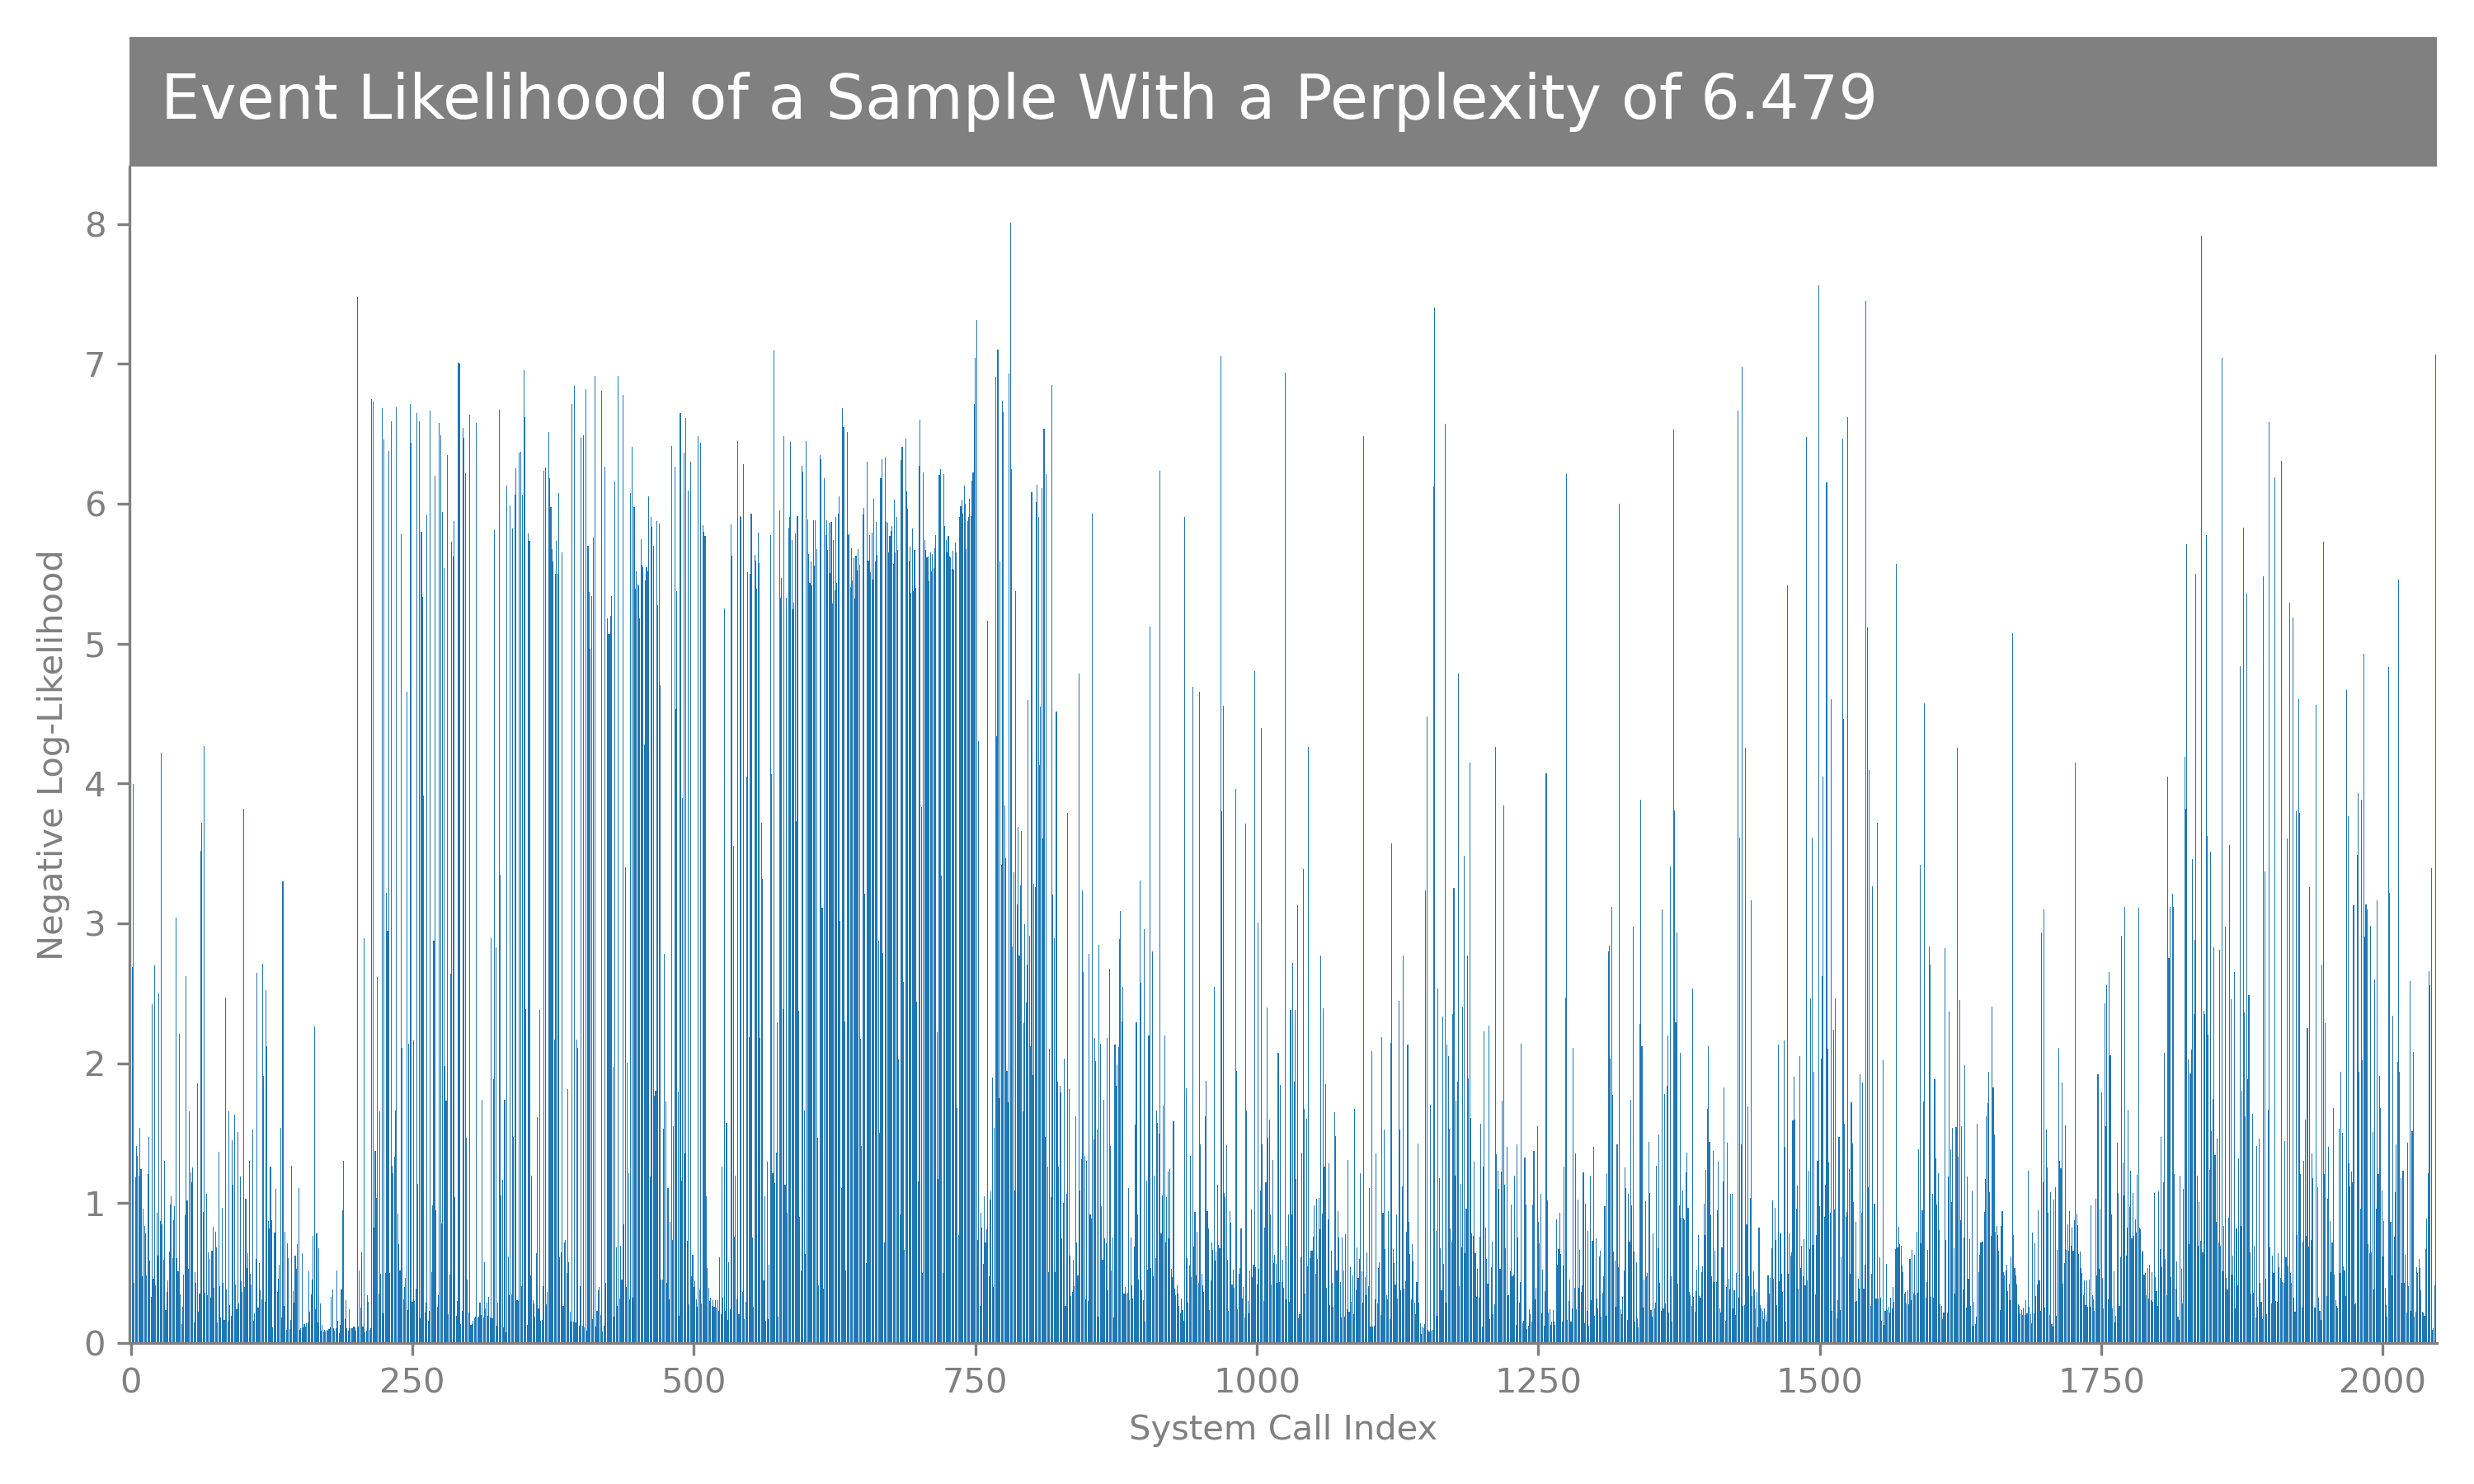 Event Likelihood of a Sample With a Perplexity of 6.479
8
7
6
5
4
3
2
1
0
Negative Log-Likelihood
0 250 500 750 1000 1250 1500 1750 2000
System Call Index